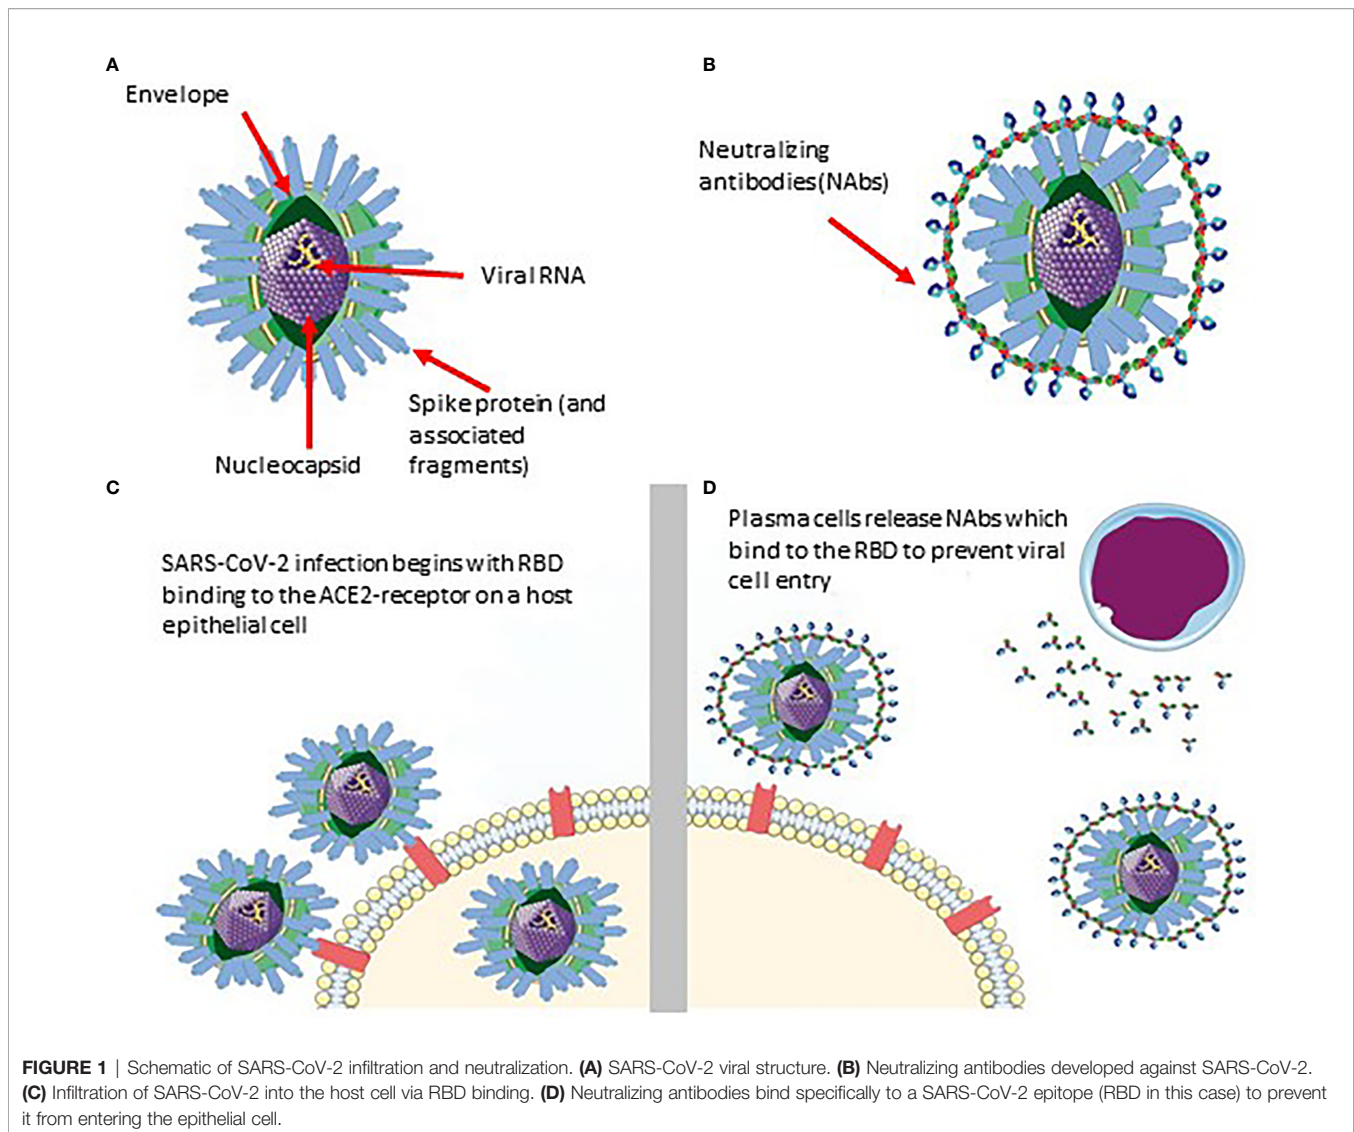 A
Envelope
Viral RNA
Spike protein (and
associated
fragments)
Nucleocapsid
B
Neutralizing
antibodies(NAbs)
C
SARS-CoV-2 infection begins with RBD
binding to the ACE2-receptor on a host
epithelial cell
D
Plasma cells release NAbs which
bind to the RBD to prevent viral
cell entry
FIGURE 1 | Schematic of SARS-CoV-2 infiltration and neutralization. (A) SARS-CoV-2 viral structure. (B) Neutralizing antibodies developed against SARS-CoV-2.
(C) Infiltration of SARS-CoV-2 into the host cell via RBD binding. (D) Neutralizing antibodies bind specifically to a SARS-CoV-2 epitope (RBD in this case) to prevent
it from entering the epithelial cell.